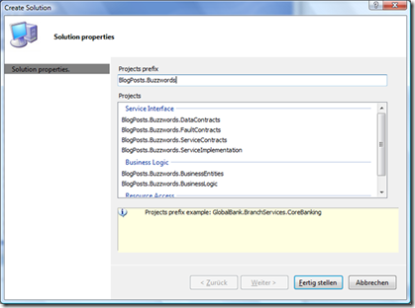 Create Solution
Solution properties
Solution properties.
Projects prefix
BlogPosts.Buzzwords
Projects
Service Interface
BlogPosts.Buzzwords.DataContracts
BlogPosts.Buzzwords.FaultContracts
BlogPosts.Buzzwords.ServiceContracts
BlogPosts.Buzzwords.ServiceImplementation
Business Logic
BlogPosts.Buzzwords.BusinessEntities
BlogPosts.Buzzwords.BusinessLogic
Resource Access
Projects prefix example: GlobalBank.BranchServices.CoreBanking
< Zurück
Weiter >
Fertig stellen
Abbrechen